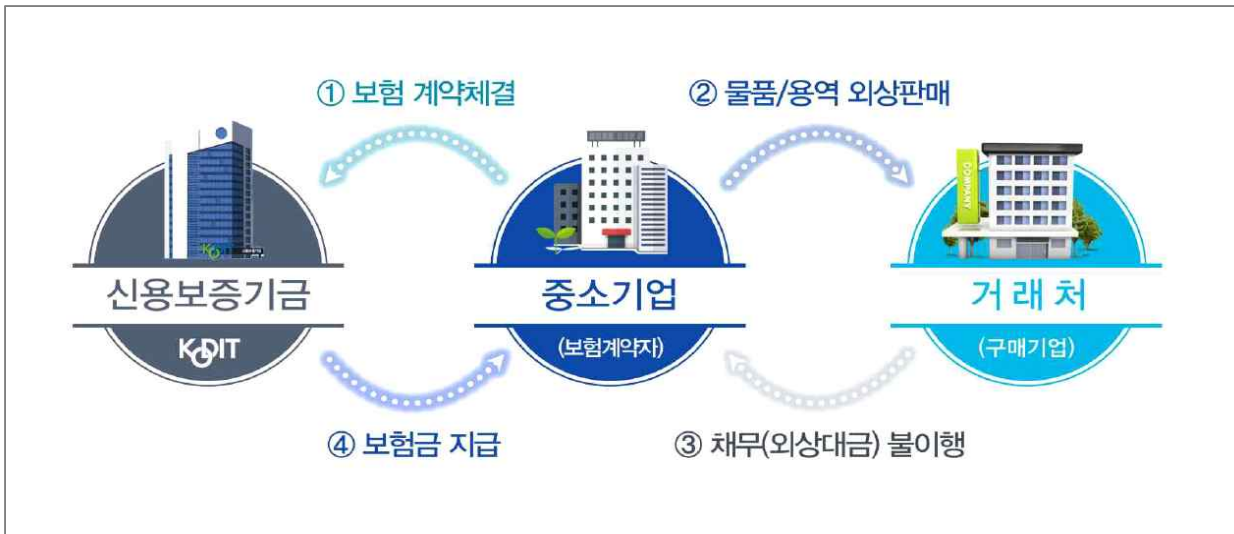 ① 보험 계약체결
② 물품/용역 외상판매
COMPANY
신용보증기금
중소기업
거래처
KODIT
(보험계약자)
(구매기업)
④ 보험금 지급
③ 채무(외상대금) 불이행